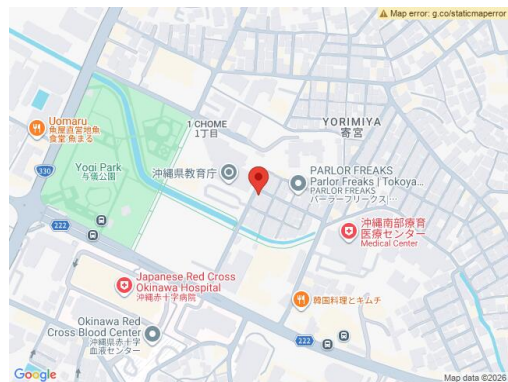 Map error: g.co/staticmaperror
Uomaru
魚屋直営地魚
食堂 魚まる
1 CHOME
1丁目
YORIMIYA
寄宮
330
Yogi Park
与儀公園
沖縄県教育庁
PARLOR FREAKS
Parlor Freaks | Tokoya...
PARLOR FREAKS
パーラーフリークス|...
222
沖縄南部療育
医療センター
Medical Center
222
Japanese Red Cross
Okinawa Hospital
沖縄赤十字病院
韓国料理とキムチ
Okinawa Red
Cross Blood Center
沖縄県赤十字
血液センター
Google
Map data ©2026